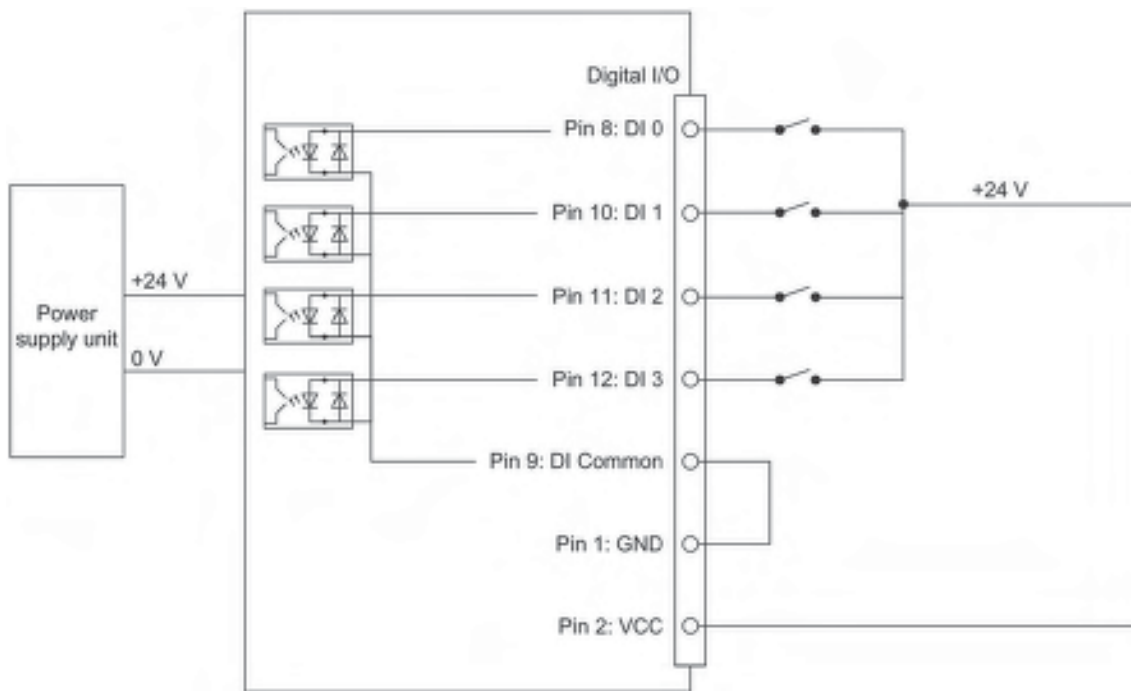 Digital I/O
Pin 8: DI 0
+24 V
Pin 10: DI 1
+24 V
Pin 11: DI 2
Power
supply unit
0 V
Pin 12: DI 3
Pin 9: DI Common
Pin 1: GND
Pin 2: VCC